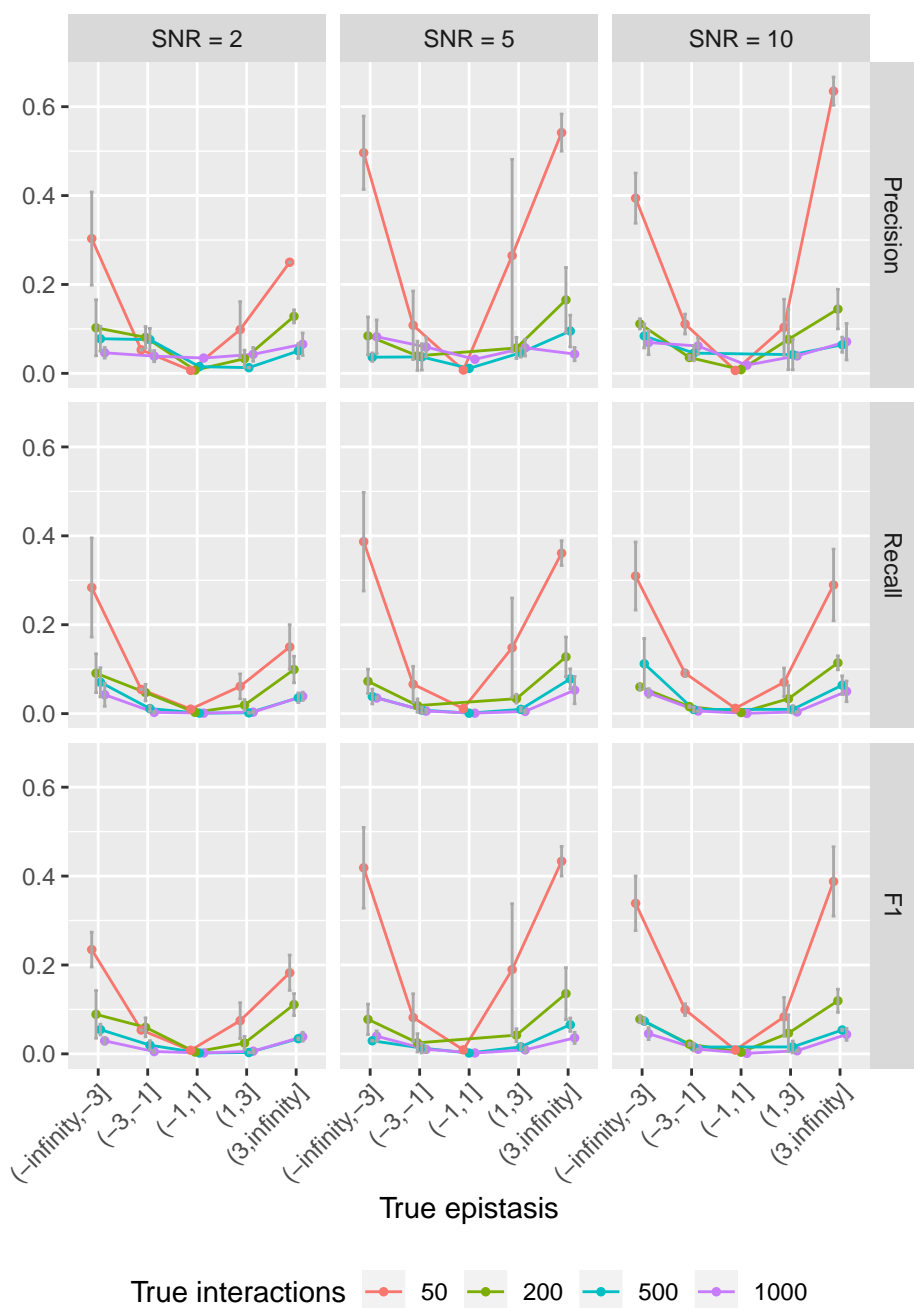 SNR = 2 SNR = 5 SNR = 10
0.6
0.4
0.2
0.0
Precision
0.6
0.4
0.2
0.0
Recall
0.6
0.4
0.2
0.0
F1
(−infinity,−3] (−3,−1] (−1,1] (1,3] (3,infinity] (−infinity,−3] (−3,−1] (−1,1] (1,3] (3,infinity] (−infinity,−3] (−3,−1] (−1,1] (1,3] (3,infinity]
True epistasis
True interactions 50 200 500 1000